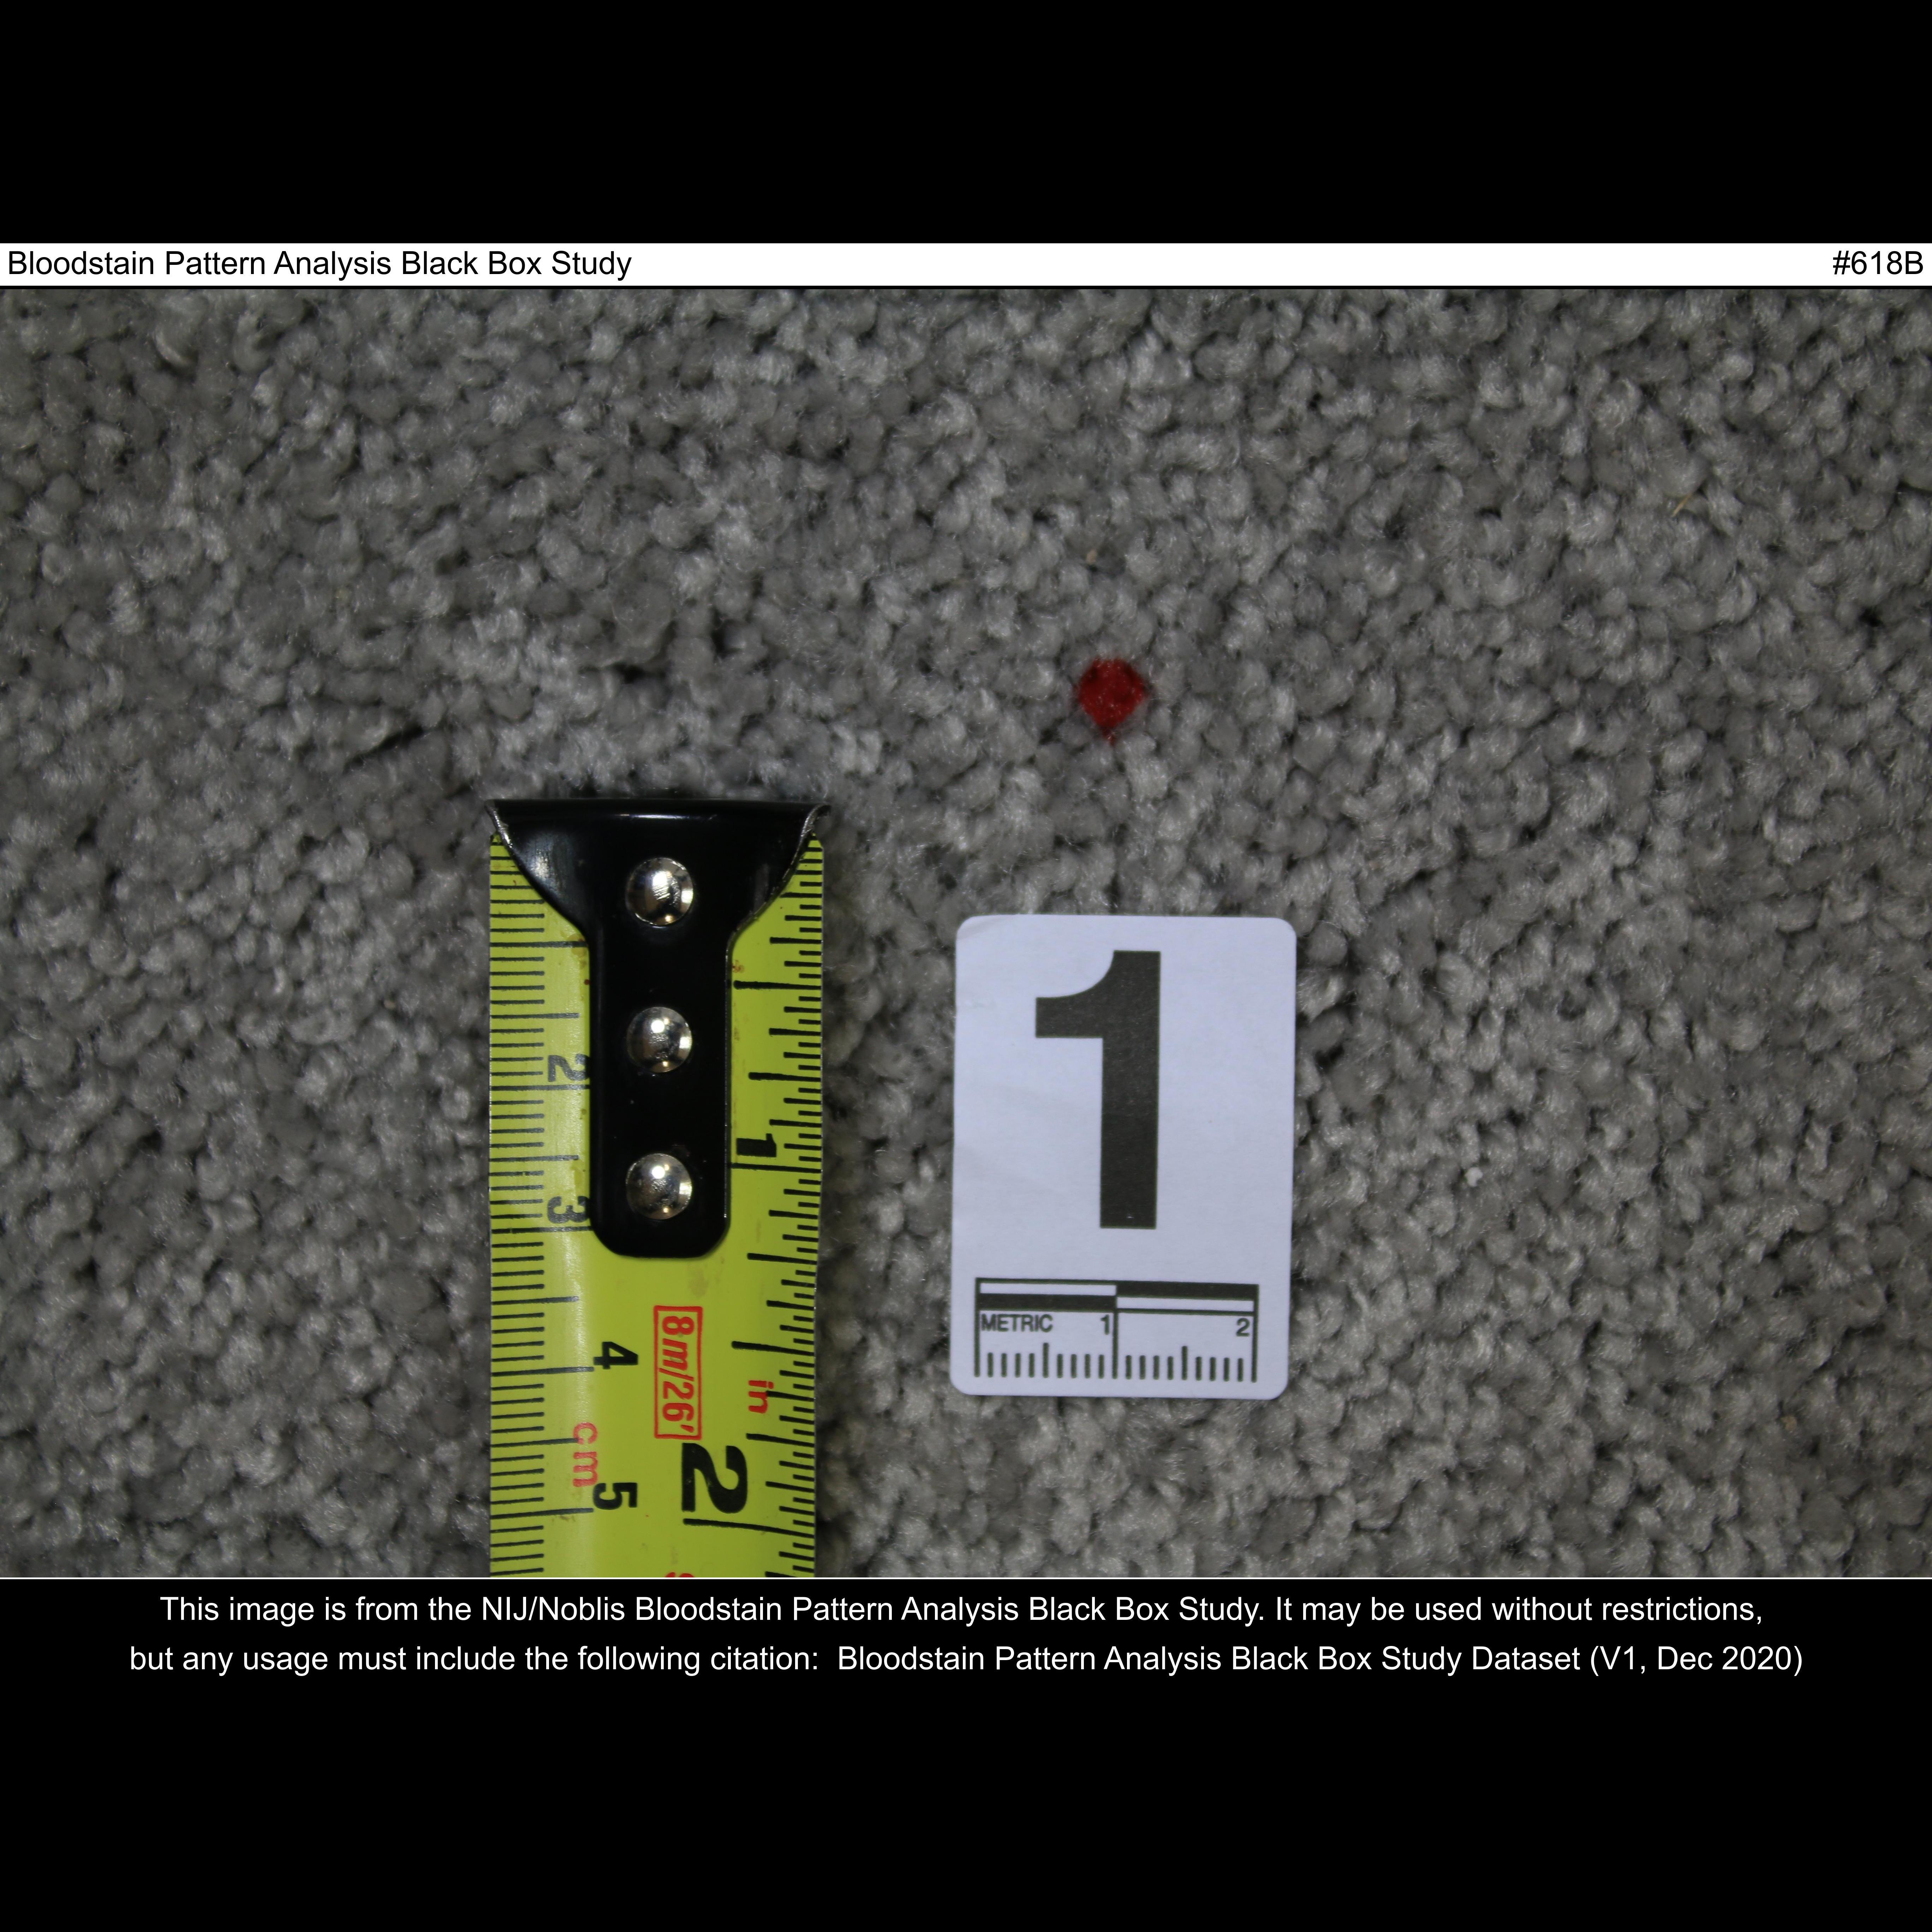 Bloodstain Pattern Analysis Black Box Study #618B
1
2
3
4
cm
5
1
8m/26'
in
2
1
METRIC 1 2
This image is from the NIJ/Noblis Bloodstain Pattern Analysis Black Box Study. It may be used without restrictions,
but any usage must include the following citation: Bloodstain Pattern Analysis Black Box Study Dataset (V1, Dec 2020)